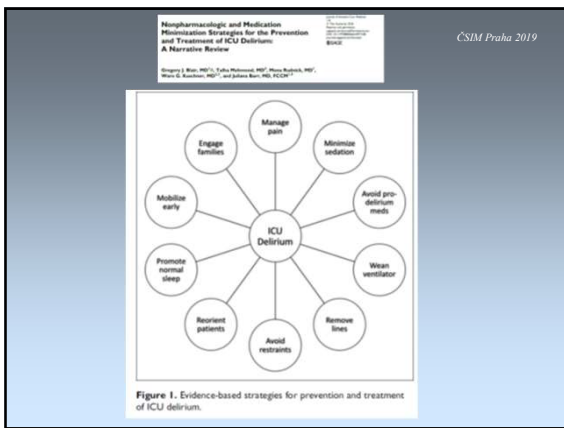 Nonpharmacologic and Medication
Minimization Strategies for the Prevention
and Treatment of ICU Delirium:
A Narrative Review
ČSIM Praha 2019
Manage
pain
Engage
families
Minimize
sedation
Mobilize
early
Avoid pro-
delirium
meds
ICU
Delirium
Promote
normal
sleep
Wean
ventilator
Reorient
patients
Remove
lines
Avoid
restraints
Figure 1. Evidence-based strategies for prevention and treatment
of ICU delirium.